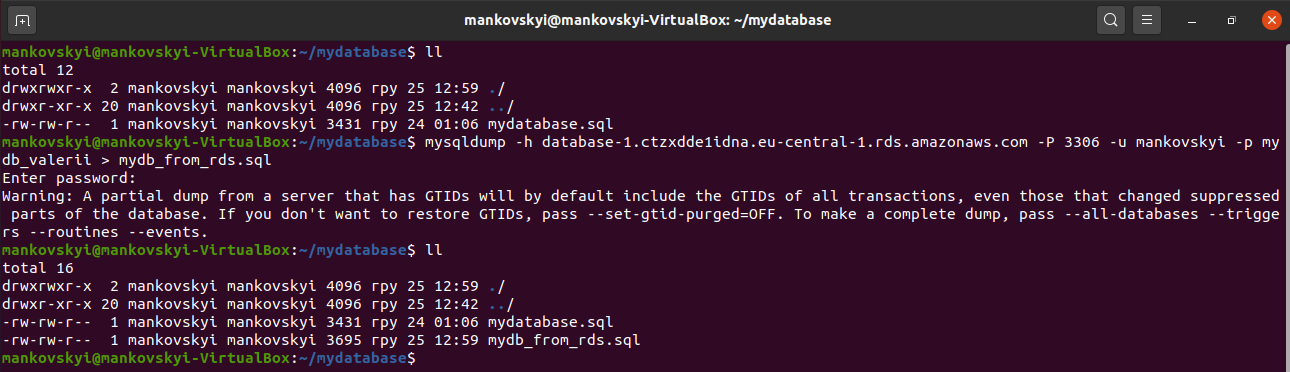 mankovskyi@mankovskyi-VirtualBox: ~/mydatabase
mankovskyi@mankovskyi-VirtualBox:~/mydatabase$ ll
total 12
drwxrwxr-x  2 mankovskyi mankovskyi 4096 гру 25 12:59 ./
drwxr-xr-x 20 mankovskyi mankovskyi 4096 гру 25 12:42 ../
-rw-rw-r--  1 mankovskyi mankovskyi 3431 гру 24 01:06 mydatabase.sql
mankovskyi@mankovskyi-VirtualBox:~/mydatabase$ mysqldump -h database-1.ctzxdde1idna.eu-central-1.rds.amazonaws.com -P 3306 -u mankovskyi -p my
db_valerii > mydb_from_rds.sql
Enter password:
Warning: A partial dump from a server that has GTIDs will by default include the GTIDs of all transactions, even those that changed suppressed
 parts of the database. If you don't want to restore GTIDs, pass --set-gtid-purged=OFF. To make a complete dump, pass --all-databases --trigge
rs --routines --events.
mankovskyi@mankovskyi-VirtualBox:~/mydatabase$ ll
total 16
drwxrwxr-x  2 mankovskyi mankovskyi 4096 гру 25 12:59 ./
drwxr-xr-x 20 mankovskyi mankovskyi 4096 гру 25 12:42 ../
-rw-rw-r--  1 mankovskyi mankovskyi 3431 гру 24 01:06 mydatabase.sql
-rw-rw-r--  1 mankovskyi mankovskyi 3695 гру 25 12:59 mydb_from_rds.sql
mankovskyi@mankovskyi-VirtualBox:~/mydatabase$